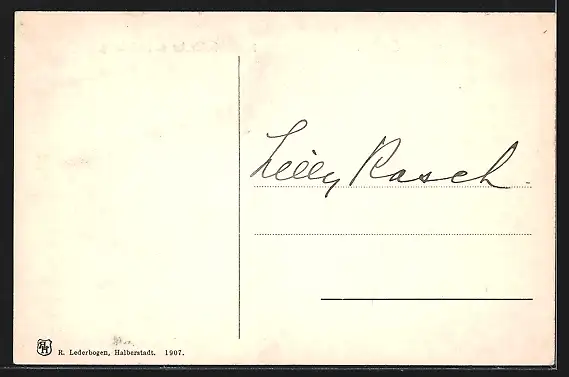 Lilly Rasch.
R. Lederbogen, Halberstadt. 1907.